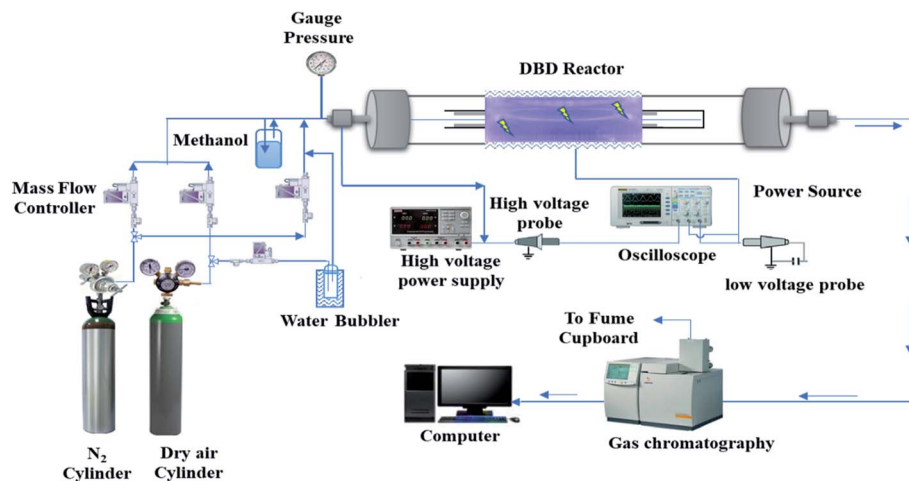 Gauge
Pressure
DBD Reactor
Methanol
Mass Flow
Controller
High voltage
probe
Power Source
High voltage
power supply
Oscilloscope
low voltage probe
Water Bubbler
To Fume
Cupboard
Computer
Gas chromatography
N₂
Cylinder
Dry air
Cylinder